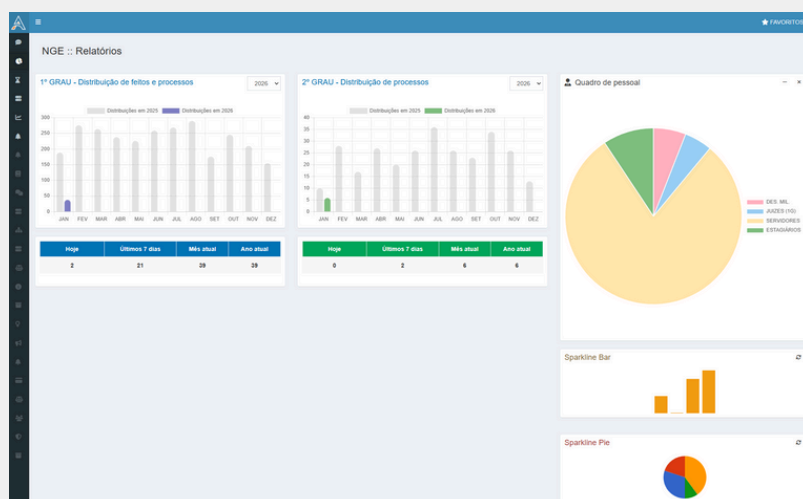 FAVORITOS
NGE :: Relatórios
1º GRAU - Distribuição de feitos e processos
2026
Distribuições em 2025 Distribuições em 2026
300
250
200
150
100
50
0
JAN FEV MAR ABR MAI JUN JUL AGO SET OUT NOV DEZ
Hoje Últimos 7 dias Mês atual Ano atual
2 21 39 39
2º GRAU - Distribuição de processos
2026
Distribuições em 2025 Distribuições em 2026
40
35
30
25
20
15
10
5
0
JAN FEV MAR ABR MAI JUN JUL AGO SET OUT NOV DEZ
Hoje Últimos 7 dias Mês atual Ano atual
0 2 6 6
Quadro de pessoal
DES. MIL
JUÍZES (1G)
SERVIDORES
ESTAGIÁRIOS
Sparkline Bar
Sparkline Pie